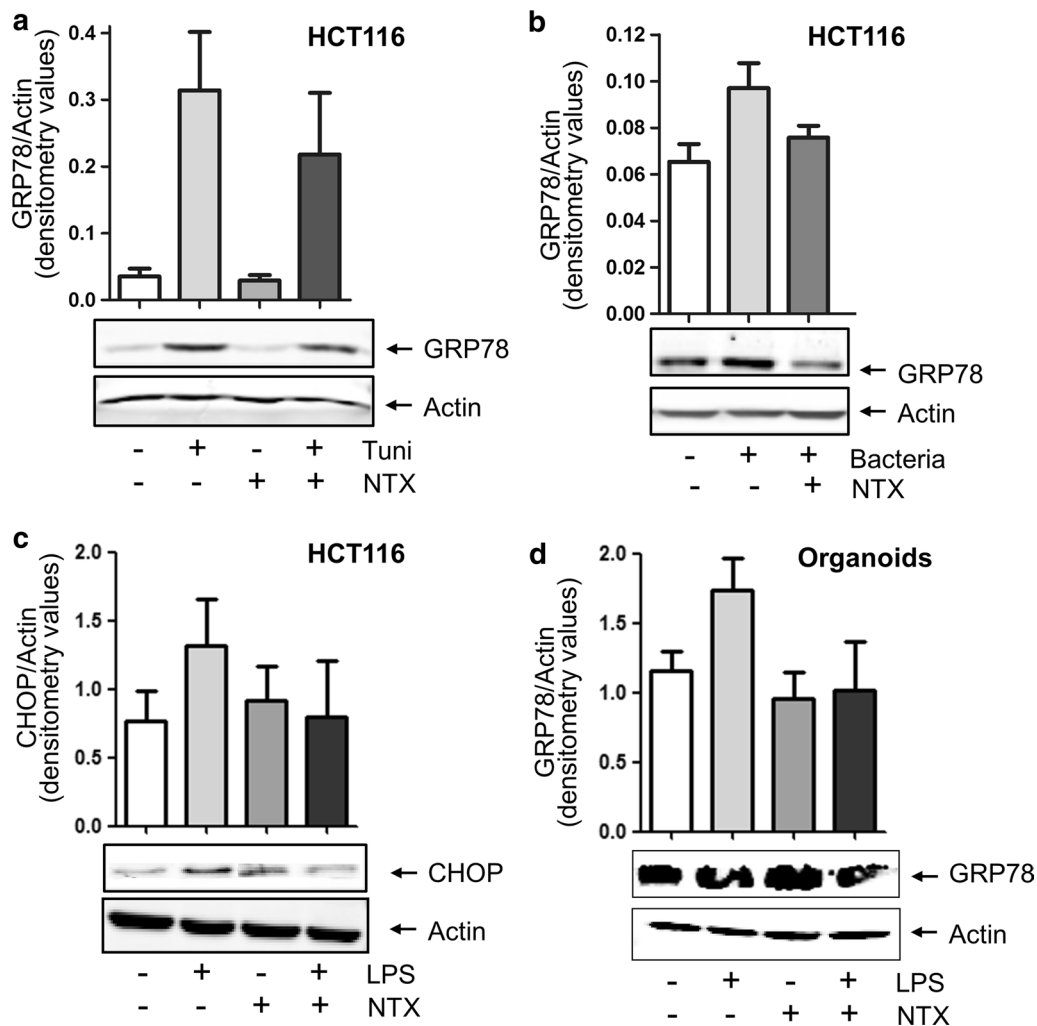 a
HCT116
GRP78/Actin
(densitometry values)
0.4
0.3
0.2
0.1
0.0
← GRP78
← Actin
- + - + Tuni
- - + + NTX
b
HCT116
GRP78/Actin
(densitometry values)
0.12
0.10
0.08
0.06
0.04
0.02
0.00
← GRP78
← Actin
- + + Bacteria
- - + NTX
c
HCT116
CHOP/Actin
(densitometry values)
2.0
1.5
1.0
0.5
0.0
← CHOP
← Actin
- + - + LPS
- - + + NTX
d
Organoids
GRP78/Actin
(densitometry values)
2.0
1.5
1.0
0.5
0.0
← GRP78
← Actin
- + - + LPS
- - + + NTX